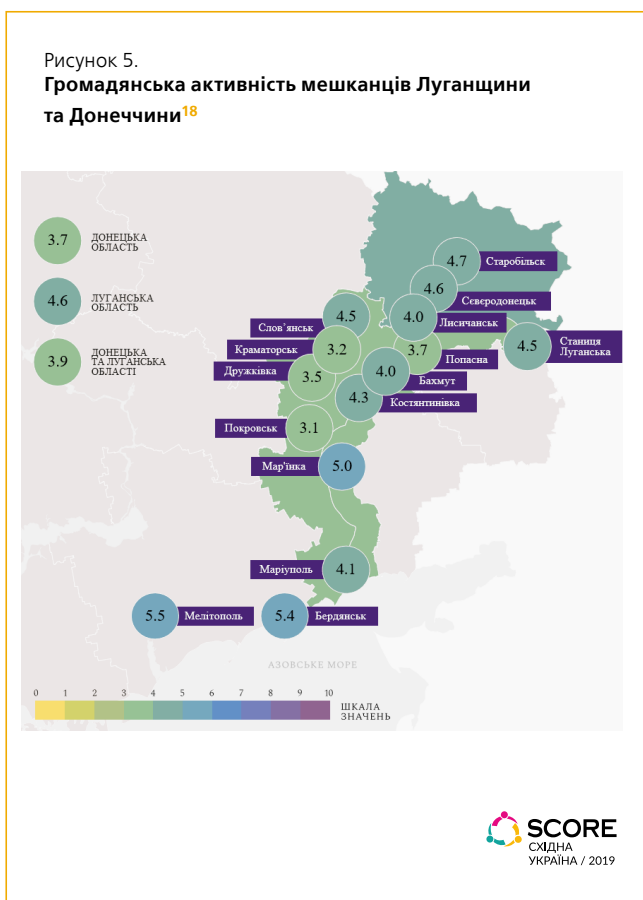 Рисунок 5.
Громадянська активність мешканців Луганщини
та Донеччини18
3.7
ДОНЕЦЬКА
ОБЛАСТЬ
4.6
ЛУГАНСЬКА
ОБЛАСТЬ
3.9
ДОНЕЦЬКА
ТА ЛУГАНСЬКА
ОБЛАСТІ
4.7 Старобільск
4.6 Сєвєродонецьк
4.0 Лисичанськ
Слов'янськ 4.5
Краматорськ 3.2
Дружківка 3.5
3.7 Попасна
4.5 Станиця
Луганська
4.0 Бахмут
4.3 Костянтинівка
Покровськ 3.1
Мар'їнка 5.0
Маріуполь 4.1
5.5 Мелітополь
5.4 Бердянськ
АЗОВСЬКЕ МОРЕ
0 1 2 3 4 5 6 7 8 9 10
ШКАЛА
ЗНАЧЕНЬ
SCORE
СХІДНА
УКРАЇНА / 2019